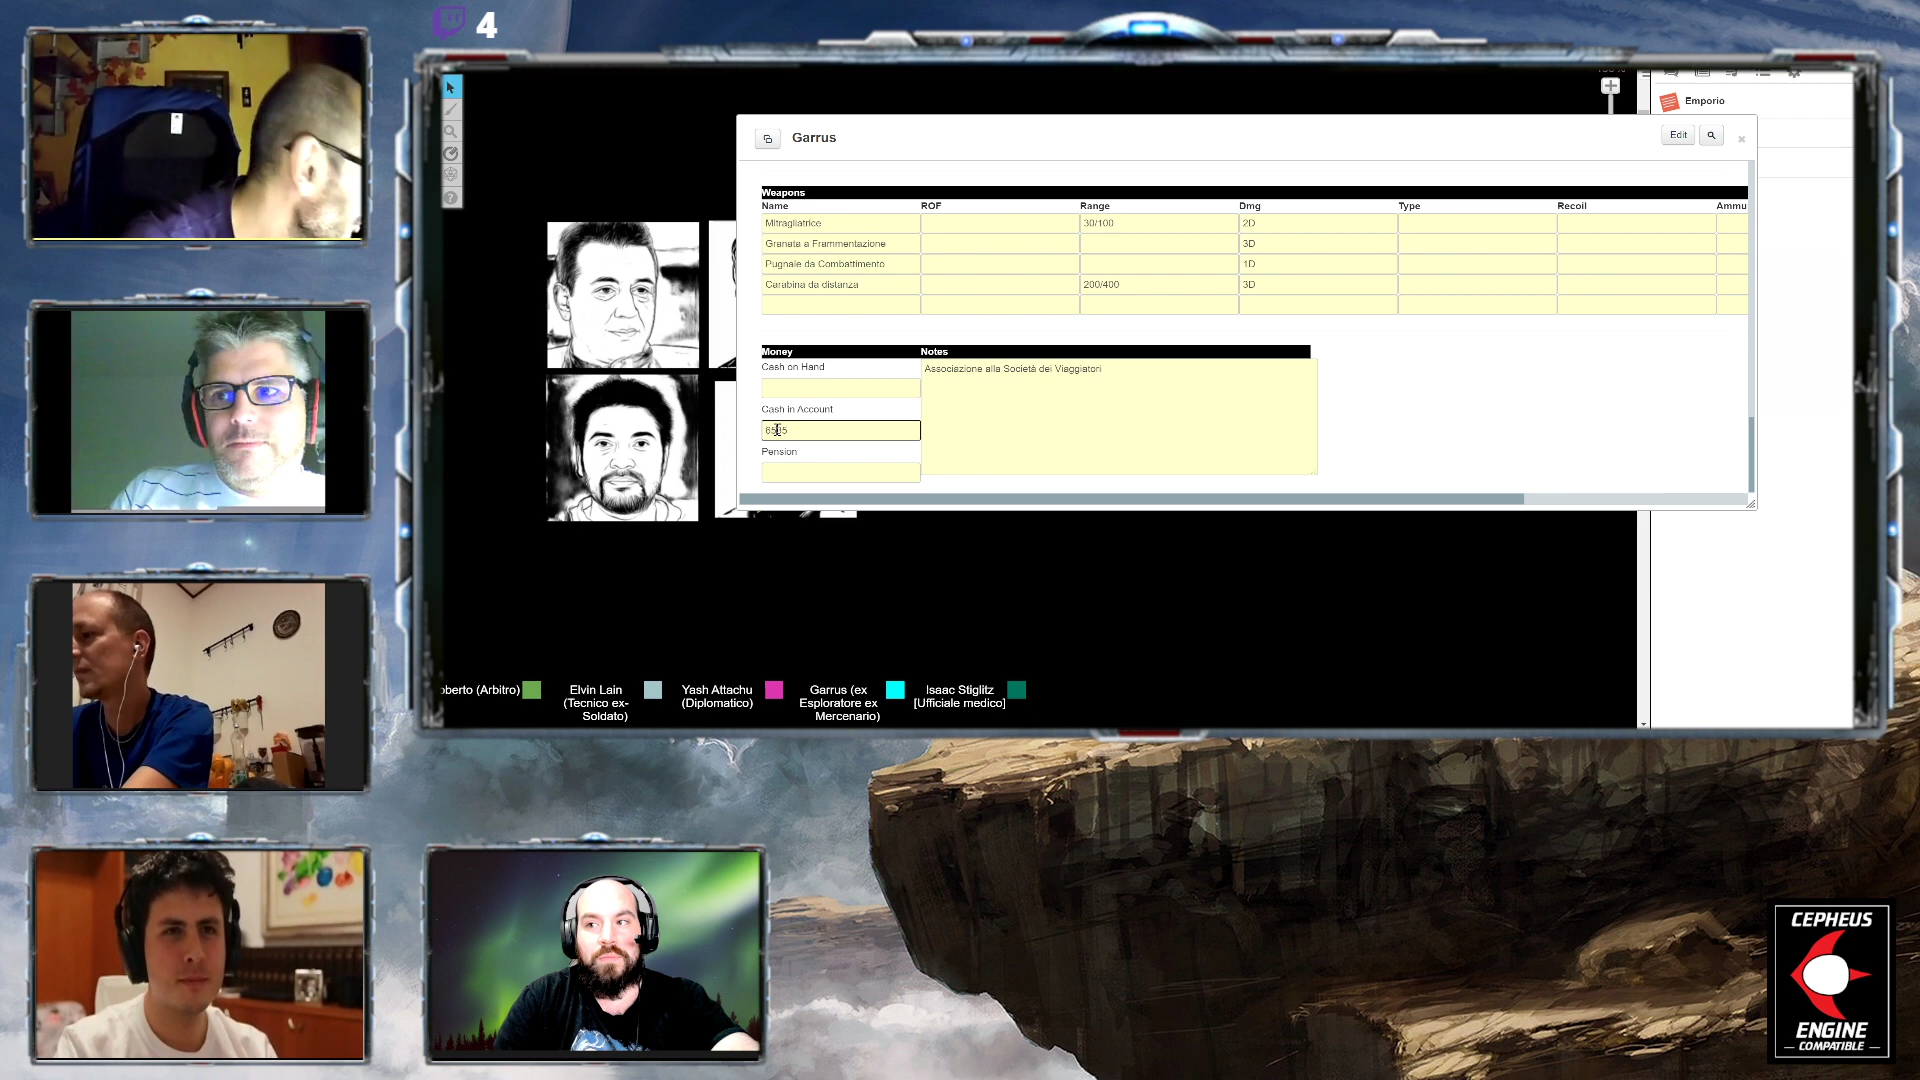 4
Emporio
Garrus
Edit
Weapons
Name ROF Range Dmg Type Recoil Ammu
Mitragliatrice 30/100 2D
Granata a Frammentazione 3D
Pugnale da Combattimento 1D
Carabina da distanza 200/400 3D
Money Notes
Cash on Hand
Associazione alla Società dei Viaggiatori
Cash in Account
Pension
oberto (Arbitro)
Elvin Lain
(Tecnico ex-
Soldato)
Yash Attachu
(Diplomatico)
Garrus (ex
Esploratore ex
Mercenario)
Isaac Stiglitz
[Ufficiale medico]
CEPHEUS
ENGINE
— COMPATIBLE —